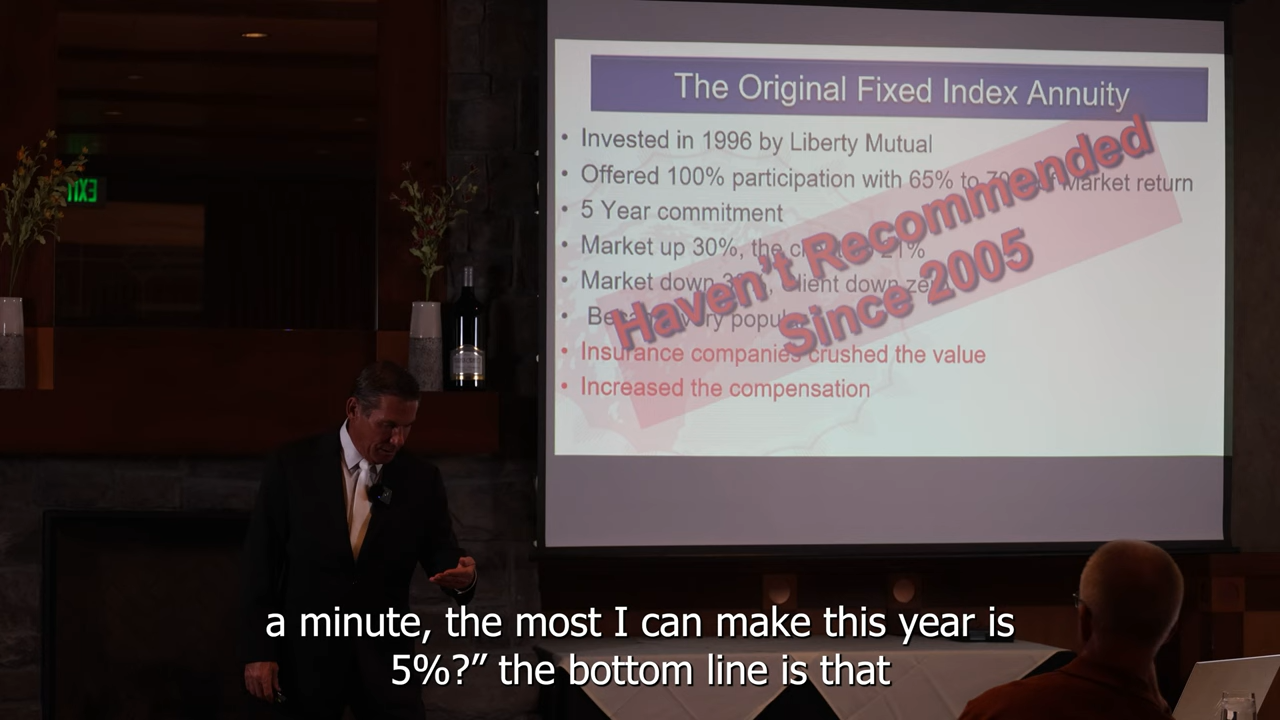 The Original Fixed Index Annuity
• Invested in 1996 by Liberty Mutual
• Offered 100% participation with 65% to Market return
• 5 Year commitment
• Market up 30%, the 21%
• Market down client down zero
• popu
• Insurance companies crushed the value
• Increased the compensation
Haven't Recommended
Since 2005
EXIT
a minute, the most I can make this year is
5%?” the bottom line is that